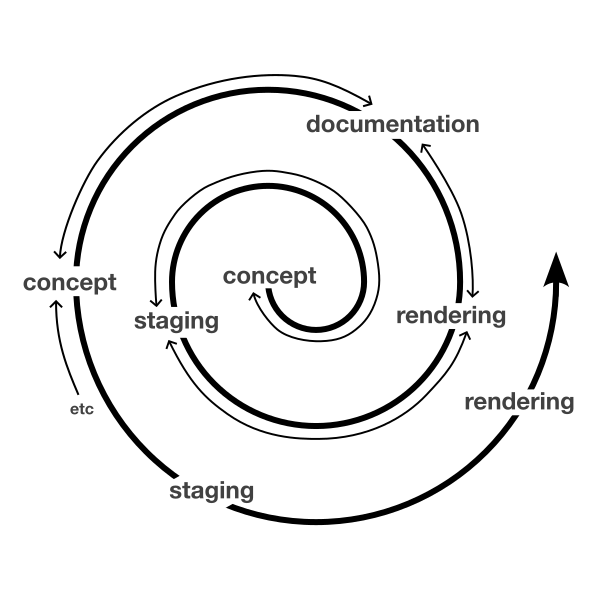 documentation
concept
concept
staging
rendering
rendering
etc
staging